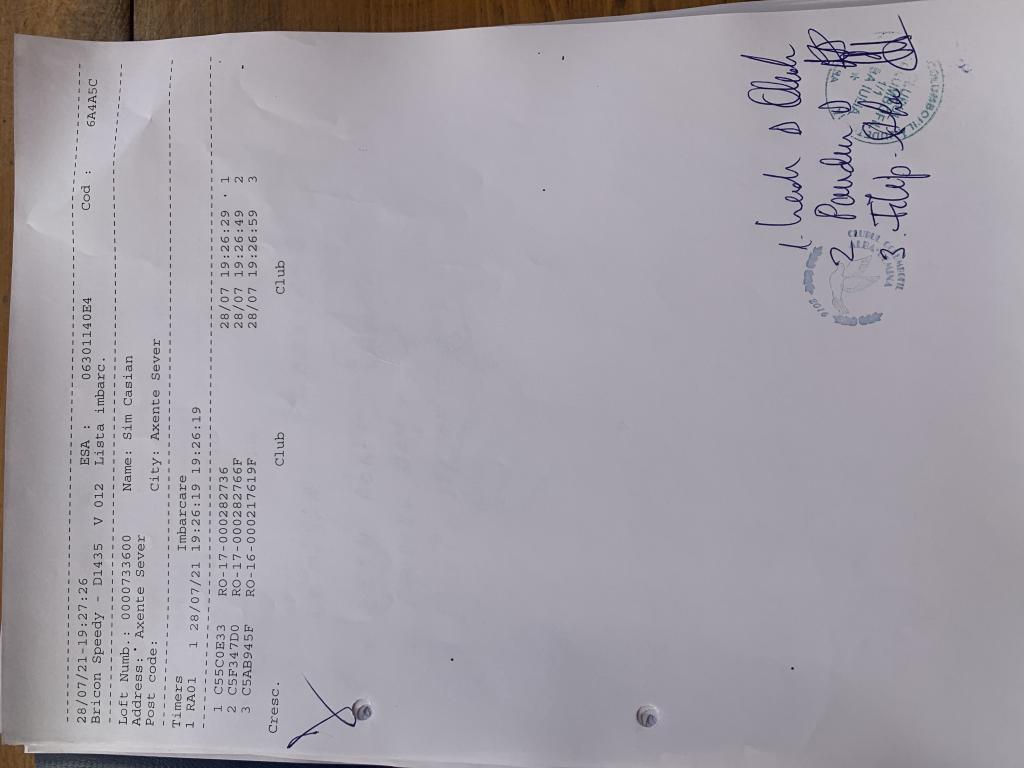 28/07/21-19:27:26 ESA : 06301140E4 Cod : 6A4A5C
Bricon Speedy - D1435 V 012 Lista imbarc.
Loft Numb.: 0000733600 Name: Sim Casian
Address: Axente Sever
Post code: City: Axente Sever
Timers Imbarcare
1 RA01 1 28/07/21 19:26:19 19:26:19
1 C55C0E33 RO-17-000282736 28/07 19:26:29 1
2 C5F347D0 RO-17-000282766F 28/07 19:26:49 2
3 C5AB945F RO-16-000217619F 28/07 19:26:59 3
Cresc. Club Club
1.
2
3. Filip